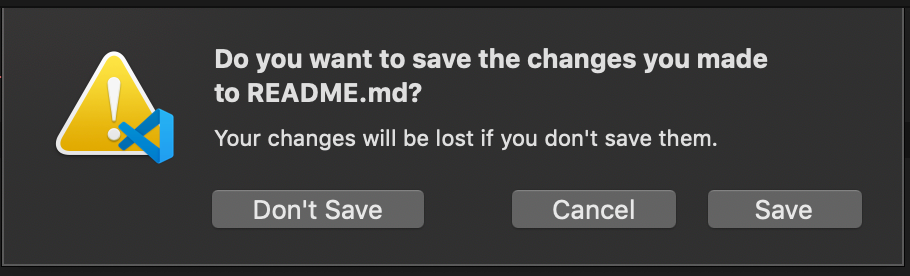 Do you want to save the changes you made
to README.md?
Your changes will be lost if you don't save them.
Don't Save
Cancel
Save